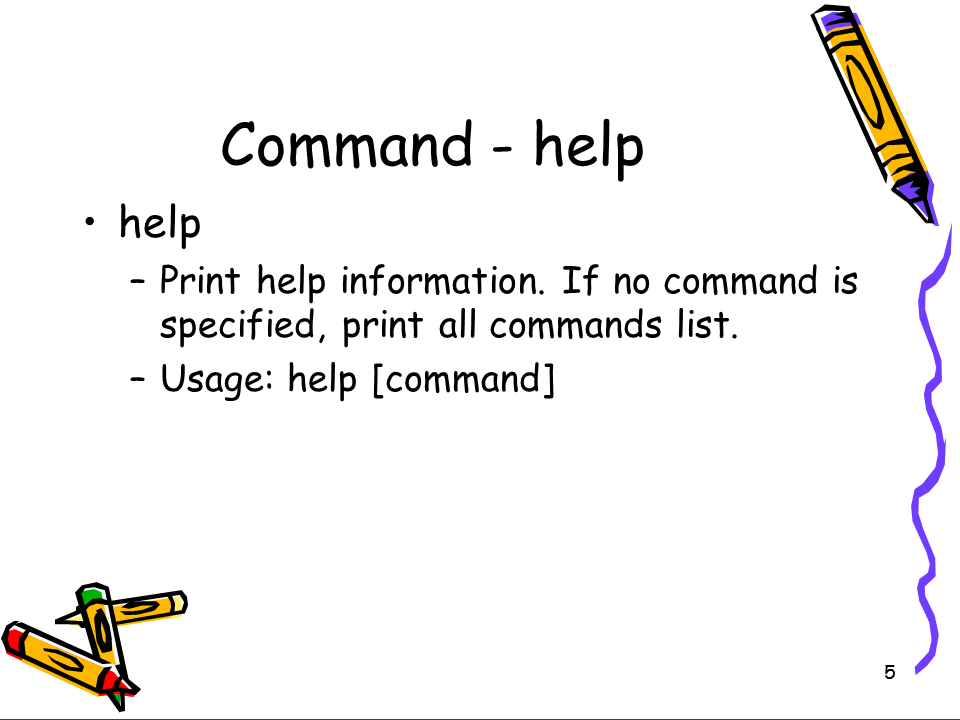 Command - help
• help
– Print help information. If no command is
specified, print all commands list.
– Usage: help [command]
5